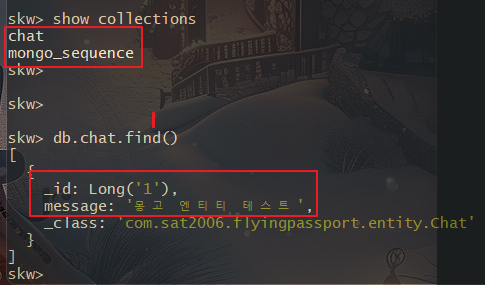 skw> show collections
chat
mongo_sequence
skw>
skw>
skw> db.chat.find()
[
  {
    _id: Long('1'),
    message: '몽고 엔티티 테스트',
    _class: 'com.sat2006.flyingpassport.entity.Chat'
  }
]
skw>